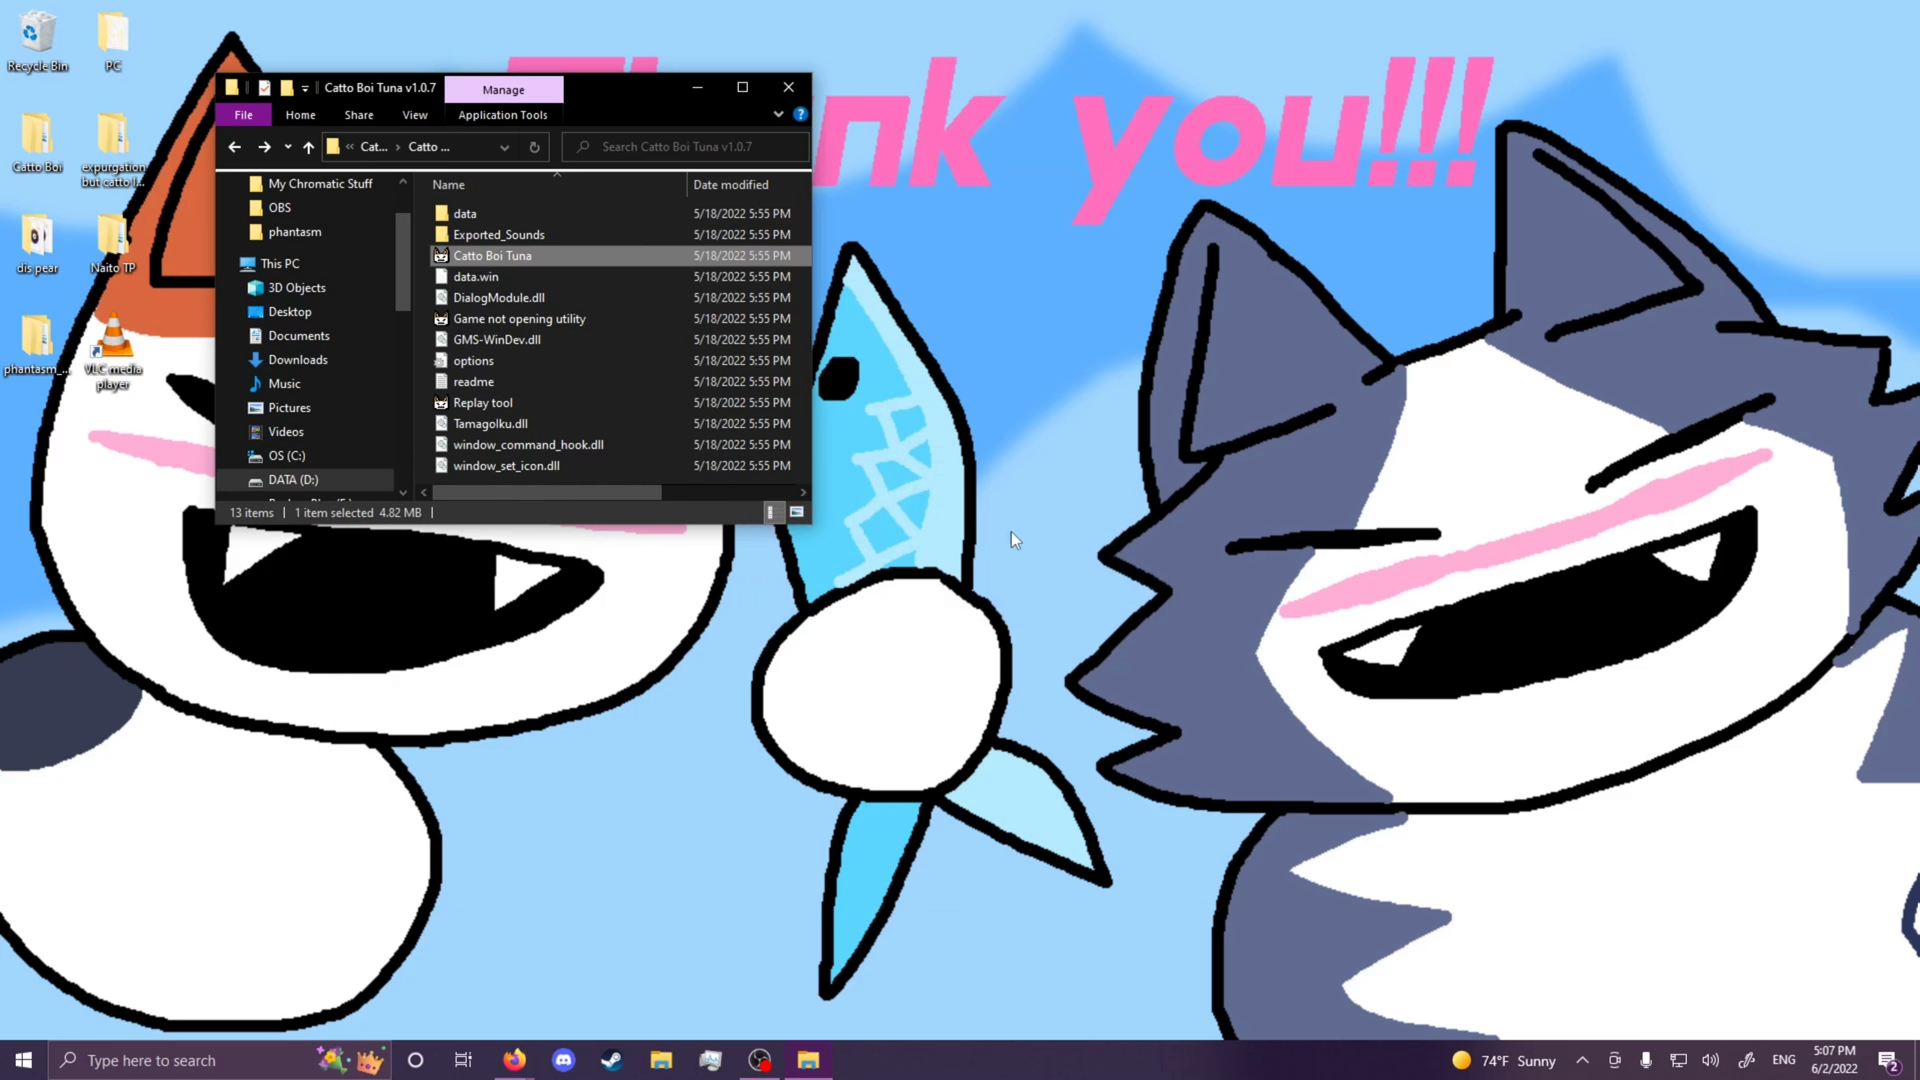 Recycle Bin
PC
Catto Boi
expurgation
but catto l...
dis pear
Naito TP
phantasm_...
VLC media
player
nk you!!!
Catto Boi Tuna v1.0.7
Manage
File
Home
Share
View
Application Tools
« Cat... › Catto ...
Search Catto Boi Tuna v1.0.7
My Chromatic Stuff
OBS
phantasm
This PC
3D Objects
Desktop
Documents
Downloads
Music
Pictures
Videos
OS (C:)
DATA (D:)
Name
Date modified
data 5/18/2022 5:55 PM
Exported_Sounds 5/18/2022 5:55 PM
Catto Boi Tuna 5/18/2022 5:55 PM
data.win 5/18/2022 5:55 PM
DialogModule.dll 5/18/2022 5:55 PM
Game not opening utility 5/18/2022 5:55 PM
GMS-WinDev.dll 5/18/2022 5:55 PM
options 5/18/2022 5:55 PM
readme 5/18/2022 5:55 PM
Replay tool 5/18/2022 5:55 PM
Tamagolku.dll 5/18/2022 5:55 PM
window_command_hook.dll 5/18/2022 5:55 PM
window_set_icon.dll 5/18/2022 5:55 PM
13 items
1 item selected 4.82 MB
Type here to search
74°F Sunny
ENG
5:07 PM
6/2/2022
2